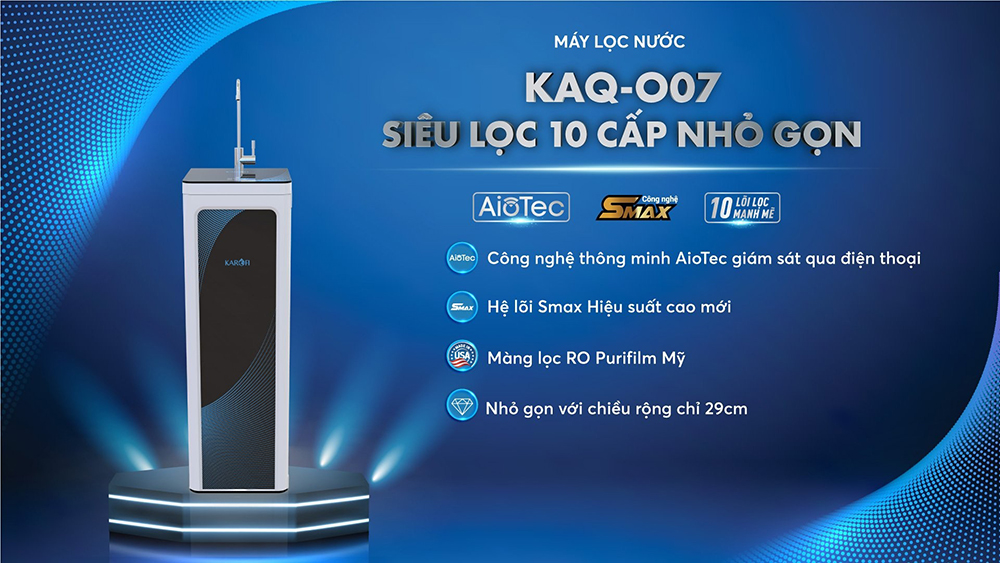 MÁY LỌC NƯỚC
KAQ-O07
SIÊU LỌC 10 CẤP NHỎ GỌN
AioTec
Công nghệ
SMAX
10 LÕI LỌC
MẠNH MẼ
AioTec
Công nghệ thông minh AioTec giám sát qua điện thoại
SMAX
Hệ lõi Smax Hiệu suất cao mới
MADE IN
USA
Màng lọc RO Purifilm Mỹ
Nhỏ gọn với chiều rộng chỉ 29cm
KAROFI